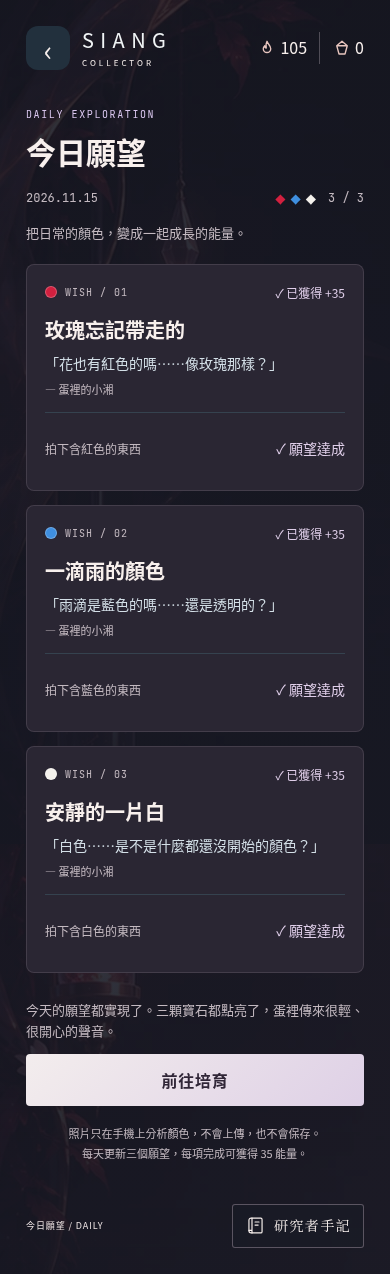 SIANG
COLLECTOR
105
0
DAILY EXPLORATION
今日願望
2026.11.15
3 / 3
把日常的顏色，變成一起成長的能量。
WISH / 01
✓已獲得 +35
玫瑰忘記帶走的
「花也有紅色的嗎……像玫瑰那樣？」
— 蛋裡的小湘
拍下含紅色的東西
✓願望達成
WISH / 02
✓已獲得 +35
一滴雨的顏色
「雨滴是藍色的嗎……還是透明的？」
— 蛋裡的小湘
拍下含藍色的東西
✓願望達成
WISH / 03
✓已獲得 +35
安靜的一片白
「白色……是不是什麼都還沒開始的顏色？」
— 蛋裡的小湘
拍下含白色的東西
✓願望達成
今天的願望都實現了。三顆寶石都點亮了，蛋裡傳來很輕、
很開心的聲音。
前往培育
照片只在手機上分析顏色，不會上傳，也不會保存。
每天更新三個願望，每項完成可獲得 35 能量。
今日願望 / DAILY
研究者手記